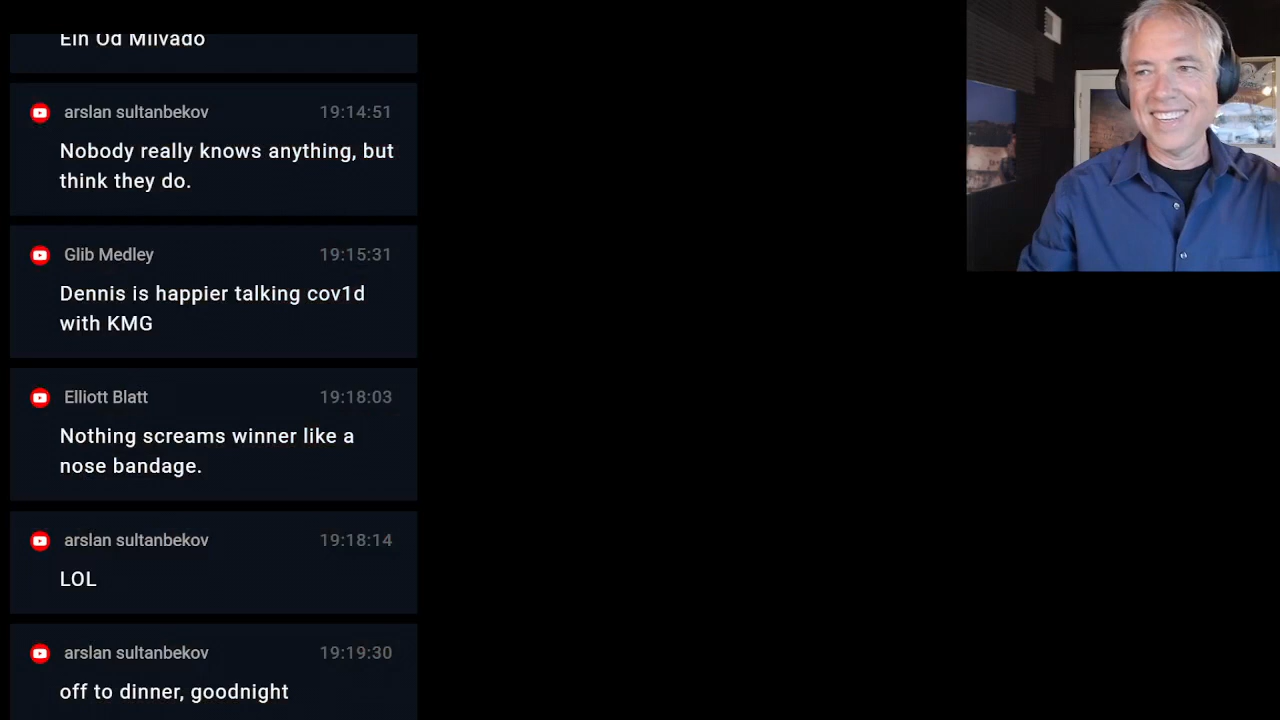 Ein Od Milvado
arslan sultanbekov 19:14:51
Nobody really knows anything, but
think they do.
Glib Medley 19:15:31
Dennis is happier talking cov1d
with KMG
Elliott Blatt 19:18:03
Nothing screams winner like a
nose bandage.
arslan sultanbekov 19:18:14
LOL
arslan sultanbekov 19:19:30
off to dinner, goodnight